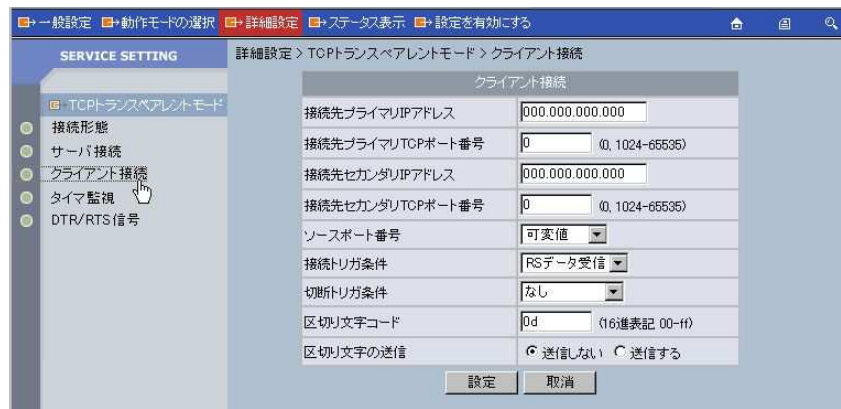 一般設定 動作モードの選択 詳細設定 ステータス表示 設定を有効にする
SERVICE SETTING
詳細設定 > TCPトランスペアレントモード > クライアント接続
TCPトランスペアレントモード
接続形態
サーバ接続
クライアント接続
タイマ監視
DTR/RTS信号
クライアント接続
接続先プライマリIPアドレス 000.000.000.000
接続先プライマリTCPポート番号 0 (0, 1024-65535)
接続先セカンダリIPアドレス 000.000.000.000
接続先セカンダリTCPポート番号 0 (0, 1024-65535)
ソースポート番号 可変値
接続トリガ条件 RSデータ受信
切断トリガ条件 なし
区切り文字コード 0d (16進表記 00-ff)
区切り文字の送信 送信しない 送信する
設定 取消